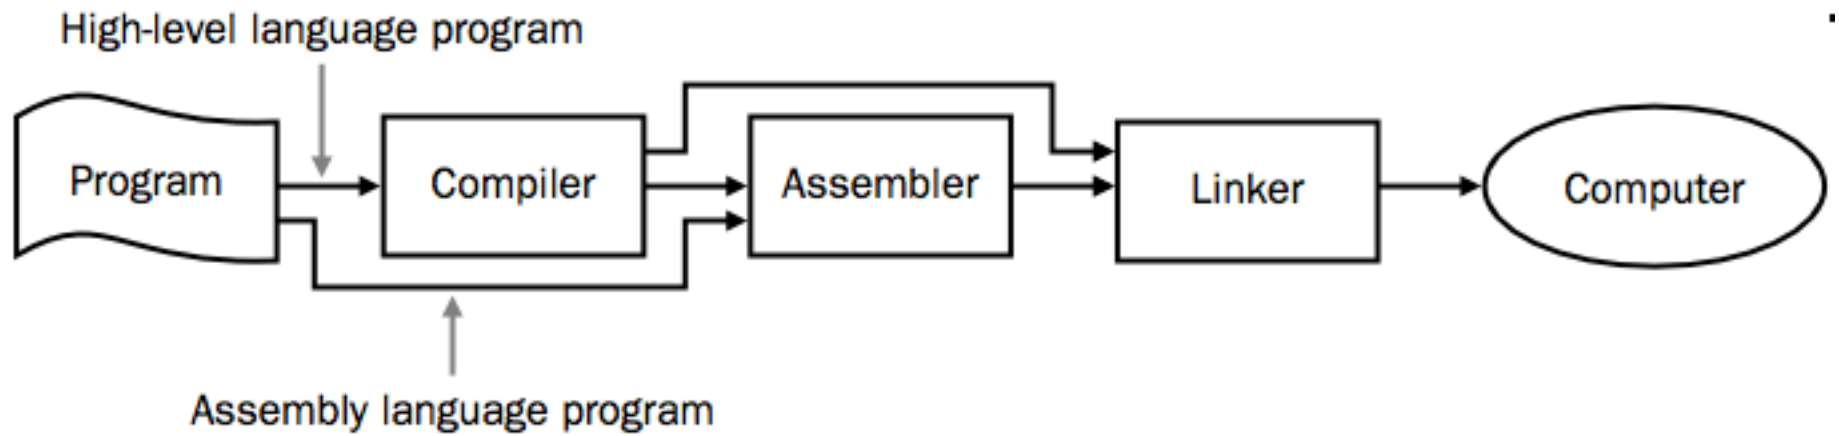 High-level language program
Program
Compiler
Assembler
Linker
Computer
Assembly language program